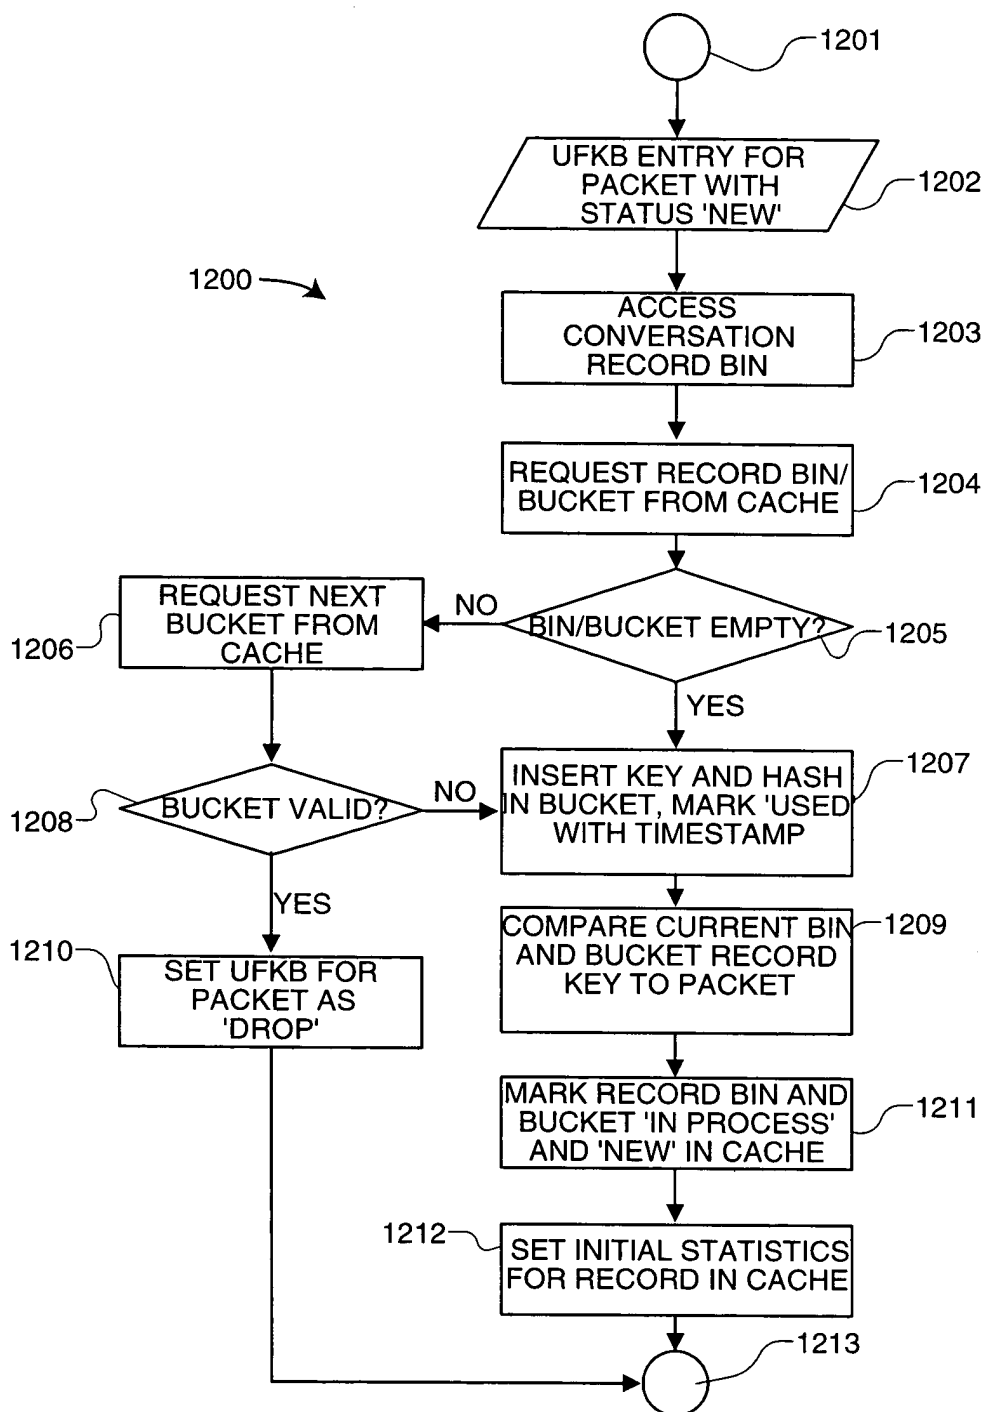 1201
UFKB ENTRY FOR
PACKET WITH
STATUS 'NEW'
1202
1200
ACCESS
CONVERSATION
RECORD BIN
1203
REQUEST RECORD BIN/
BUCKET FROM CACHE
1204
BIN/BUCKET EMPTY?
1205
NO
YES
REQUEST NEXT
BUCKET FROM
CACHE
1206
INSERT KEY AND HASH
IN BUCKET, MARK 'USED
WITH TIMESTAMP
1207
BUCKET VALID?
1208
NO
YES
COMPARE CURRENT BIN
AND BUCKET RECORD
KEY TO PACKET
1209
1210
SET UFKB FOR
PACKET AS
'DROP'
MARK RECORD BIN AND
BUCKET 'IN PROCESS'
AND 'NEW' IN CACHE
1211
1212
SET INITIAL STATISTICS
FOR RECORD IN CACHE
1213